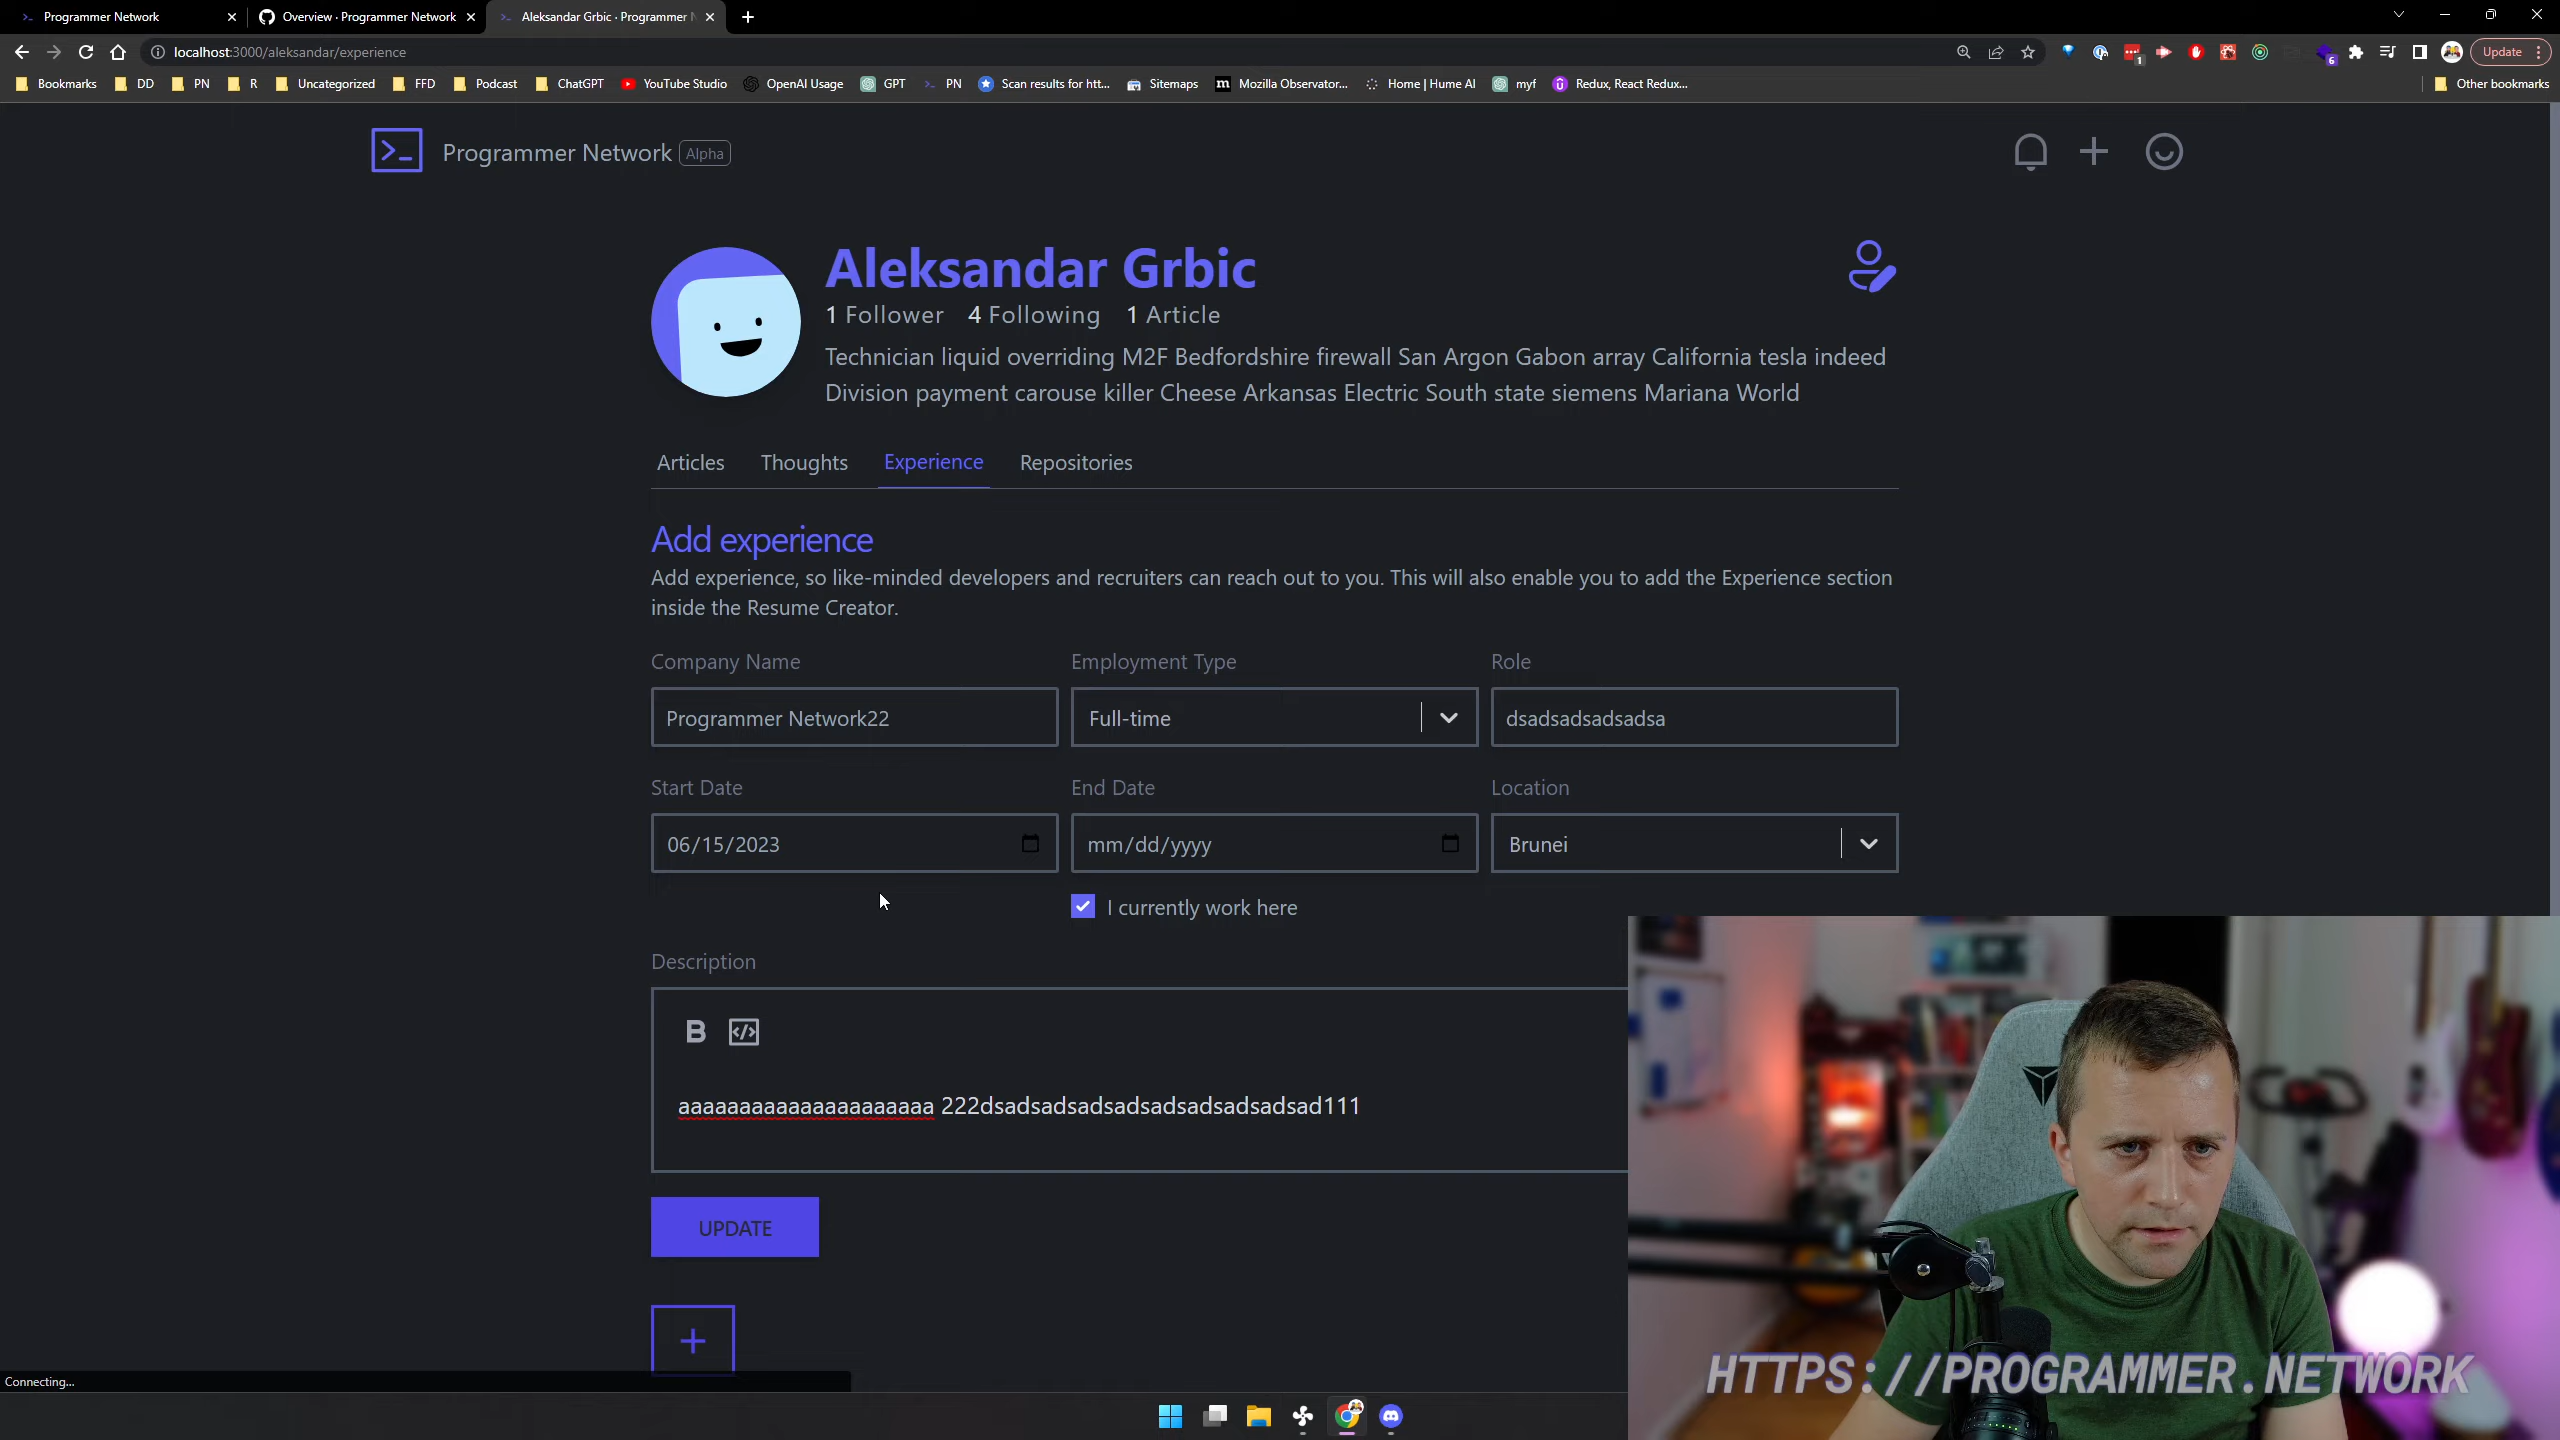 Programmer Network
Overview · Programmer Network
Aleksandar Grbic · Programmer N
localhost:3000/aleksandar/experience
Update
Bookmarks
DD
PN
R
Uncategorized
FFD
Podcast
ChatGPT
YouTube Studio
OpenAI Usage
GPT
PN
Scan results for htt...
Sitemaps
Mozilla Observator...
Home | Hume AI
myf
Redux, React Redux...
Other bookmarks
Programmer Network
Alpha
Aleksandar Grbic
1 Follower 4 Following 1 Article
Technician liquid overriding M2F Bedfordshire firewall San Argon Gabon array California tesla indeed
Division payment carouse killer Cheese Arkansas Electric South state siemens Mariana World
Articles
Thoughts
Experience
Repositories
Add experience
Add experience, so like-minded developers and recruiters can reach out to you. This will also enable you to add the Experience section
inside the Resume Creator.
Company Name
Employment Type
Role
Programmer Network22
Full-time
dsadsadsadsadsa
Start Date
End Date
Location
06/15/2023
mm/dd/yyyy
Brunei
I currently work here
Description
B
aaaaaaaaaaaaaaaaaaaaa 222dsadsadsadsadsadsadsadsadsad111
UPDATE
Connecting...
HTTPS://PROGRAMMER.NETWORK